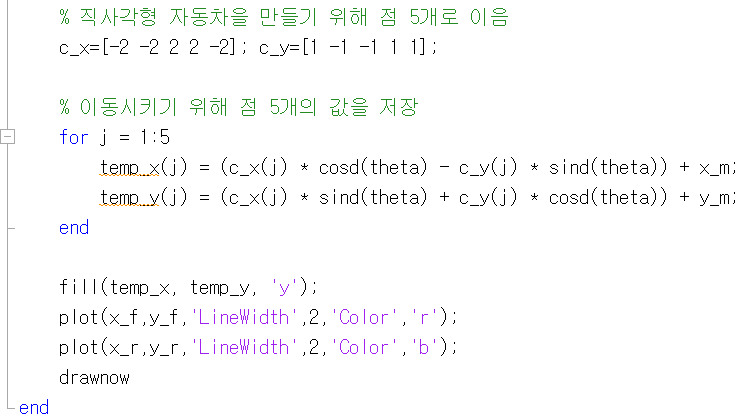 % 직사각형 자동차을 만들기 위해 점 5개로 이음
c_x=[-2 -2 2 2 -2]; c_y=[1 -1 -1 1 1];
% 이동시키기 위해 점 5개의 값을 저장
for j = 1:5
temp_x(j) = (c_x(j) * cosd(theta) - c_y(j) * sind(theta)) + x_m;
temp_y(j) = (c_x(j) * sind(theta) + c_y(j) * cosd(theta)) + y_m;
end
fill(temp_x, temp_y, 'y');
plot(x_f,y_f,'LineWidth',2,'Color','r');
plot(x_r,y_r,'LineWidth',2,'Color','b');
drawnow
end